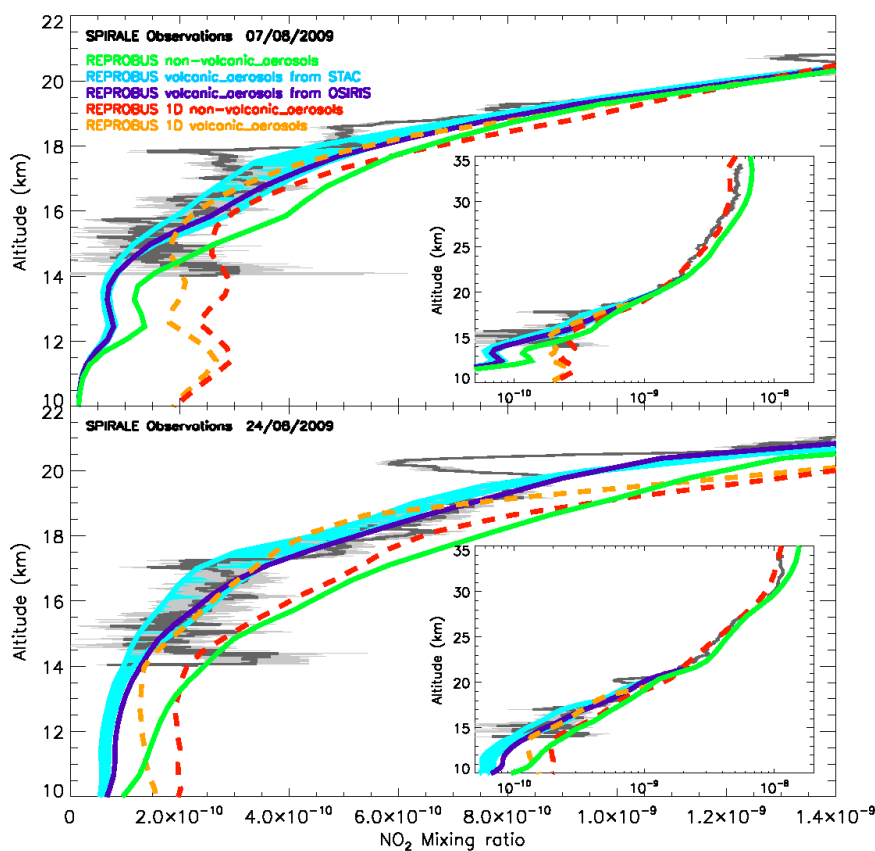 SPIRALE Observations 07/08/2009
REPROBUS non-volcanic_aerosols
REPROBUS volcanic_aerosols from STAC
REPROBUS volcanic_aerosols from OSIRIS
REPROBUS 1D non-volcanic_aerosols
REPROBUS 1D volcanic_aerosols
22
20
18
16
14
12
10
Altitude (km)
35
30
25
20
15
10
Altitude (km)
10⁻¹⁰
10⁻⁹
10⁻⁸
SPIRALE Observations 24/08/2009
22
20
18
16
14
12
10
Altitude (km)
35
30
25
20
15
10
Altitude (km)
10⁻¹⁰
10⁻⁹
10⁻⁸
0 2.0×10⁻¹⁰ 4.0×10⁻¹⁰ 6.0×10⁻¹⁰ 8.0×10⁻¹⁰ 1.0×10⁻⁹ 1.2×10⁻⁹ 1.4×10⁻⁹
NO₂ Mixing ratio